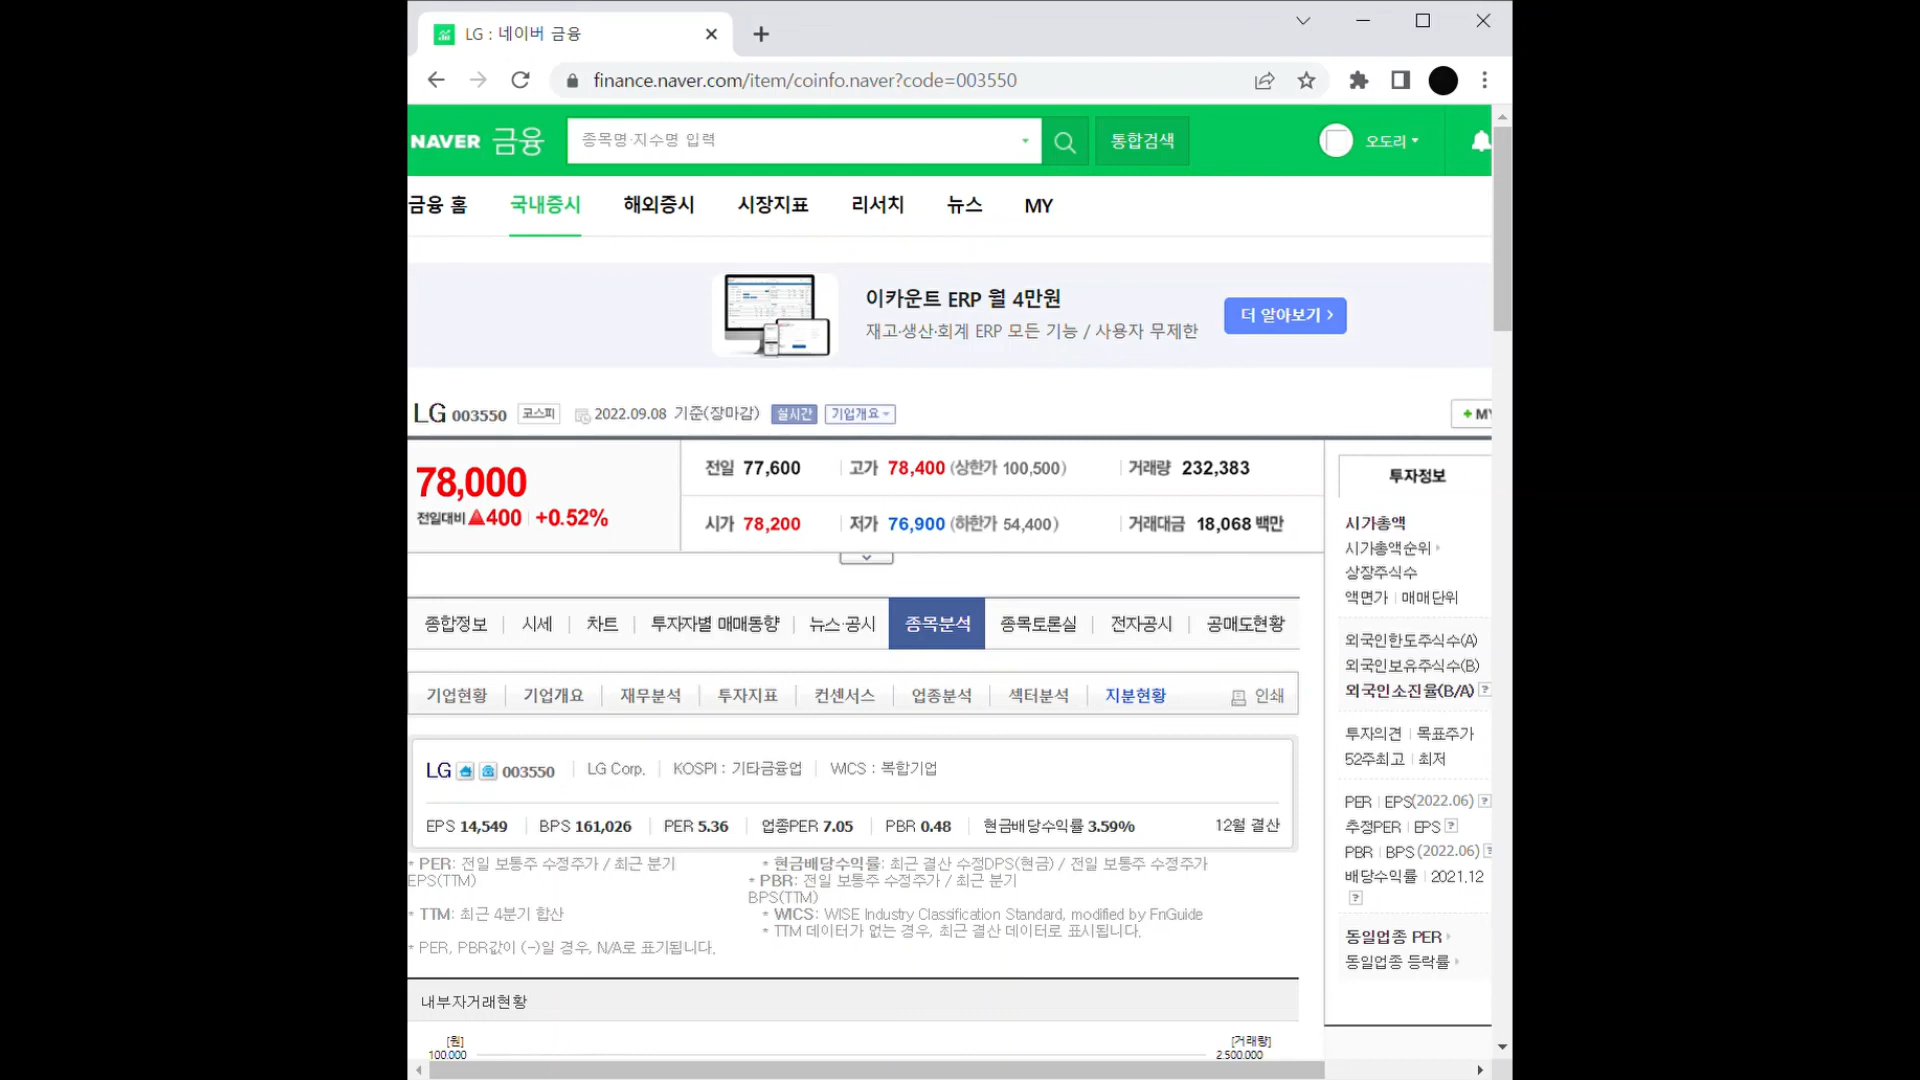 LG : 네이버 금융
finance.naver.com/item/coinfo.naver?code=003550
NAVER 금융
종목명·지수명 입력
통합검색
오도리
금융 홈 국내증시 해외증시 시장지표 리서치 뉴스 MY
이카운트 ERP 월 4만원
재고·생산·회계 ERP 모든 기능 / 사용자 무제한
더 알아보기 >
LG 003550 코스피 2022.09.08 기준(장마감) 실시간 기업개요
+ MY
78,000
전일대비 ▲400 +0.52%
전일 77,600 고가 78,400 (상한가 100,500) 거래량 232,383
시가 78,200 저가 76,900 (하한가 54,400) 거래대금 18,068 백만
투자정보
시가총액
시가총액순위
상장주식수
액면가 | 매매단위
외국인한도주식수(A)
외국인보유주식수(B)
외국인소진율(B/A) ?
투자의견 | 목표주가
52주최고 | 최저
PER | EPS(2022.06) ?
추정PER | EPS ?
PBR | BPS (2022.06) ?
배당수익률 | 2021.12
?
동일업종 PER
동일업종 등락률
종합정보 시세 차트 투자자별 매매동향 뉴스·공시 종목분석 종목토론실 전자공시 공매도현황
기업현황 기업개요 재무분석 투자지표 컨센서스 업종분석 섹터분석 지분현황 인쇄
LG 003550 LG Corp. KOSPI : 기타금융업 WICS : 복합기업
EPS 14,549 BPS 161,026 PER 5.36 업종PER 7.05 PBR 0.48 현금배당수익률 3.59% 12월 결산
* PER: 전일 보통주 수정주가 / 최근 분기
EPS(TTM)
* TTM: 최근 4분기 합산
* PER, PBR값이 (-)일 경우, N/A로 표기됩니다.
* 현금배당수익률: 최근 결산 수정DPS(현금) / 전일 보통주 수정주가
* PBR: 전일 보통주 수정주가 / 최근 분기
BPS(TTM)
* WICS: WISE Industry Classification Standard, modified by FnGuide
* TTM 데이터가 없는 경우, 최근 결산 데이터로 표시됩니다.
내부자거래현황
[원] [거래량]
100,000 2,500,000